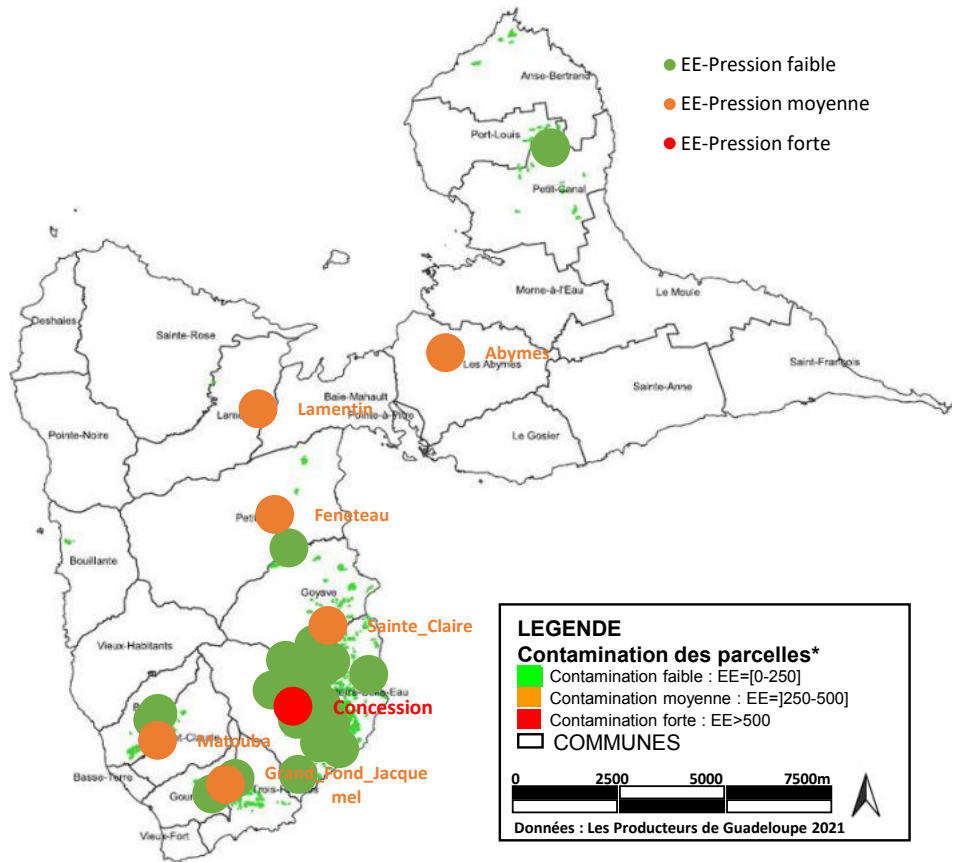 Anse-Bertrand
EE-Pression faible
EE-Pression moyenne
EE-Pression forte
Port-Louis
Petit-Canal
Morne-à-l'Eau
Le Moule
Deshaies
Sainte-Rose
Abymes
Les Abymes
Saint-François
Sainte-Anne
Baie-Mahault
Lamentin
Pointe-à-Pitre
Le Gosier
Pointe-Noire
Feneteau
Bouillante
Goyave
Sainte_Claire
Vieux-Habitants
Concession
Matouba
Basse-Terre
Grand_Fond_Jacque
mel
Vieux-Fort
LEGENDE
Contamination des parcelles*
Contamination faible : EE=[0-250]
Contamination moyenne : EE=]250-500]
Contamination forte : EE>500
COMMUNES
0 2500 5000 7500m
Données : Les Producteurs de Guadeloupe 2021